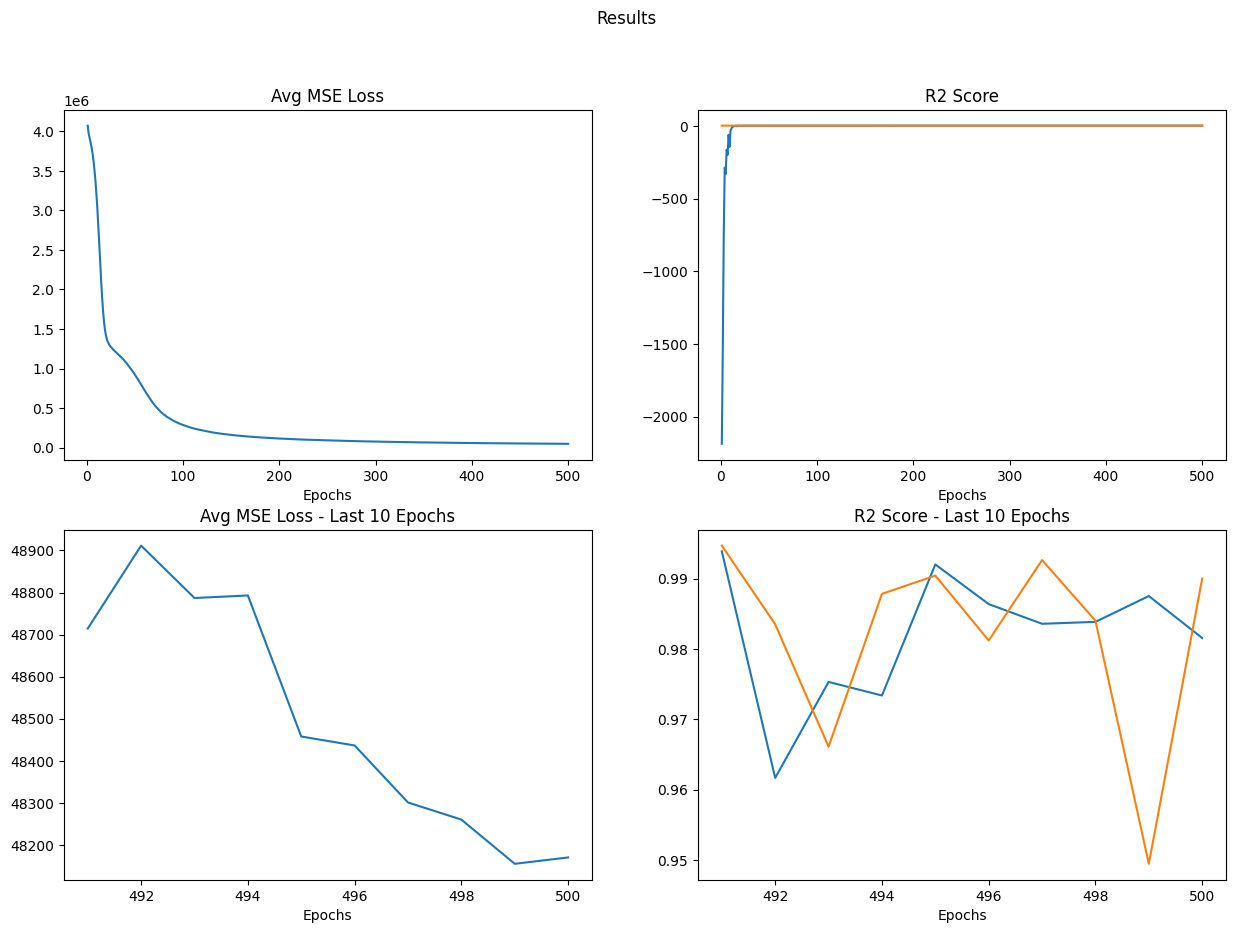 Results
Avg MSE Loss
1e6
4.0
3.5
3.0
2.5
2.0
1.5
1.0
0.5
0.0
0 100 200 300 400 500
Epochs
R2 Score
0
−500
−1000
−1500
−2000
0 100 200 300 400 500
Epochs
Avg MSE Loss - Last 10 Epochs
48900
48800
48700
48600
48500
48400
48300
48200
492 494 496 498 500
Epochs
R2 Score - Last 10 Epochs
0.99
0.98
0.97
0.96
0.95
492 494 496 498 500
Epochs